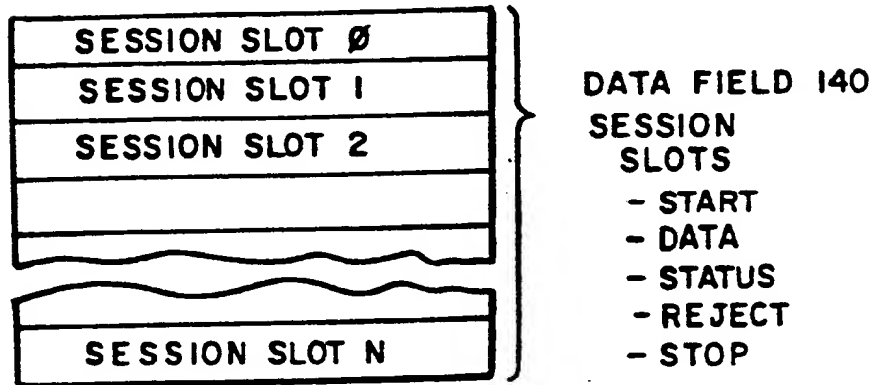 SESSION SLOT Ø
SESSION SLOT 1
SESSION SLOT 2
SESSION SLOT N
DATA FIELD 140
SESSION
SLOTS
- START
- DATA
- STATUS
- REJECT
- STOP